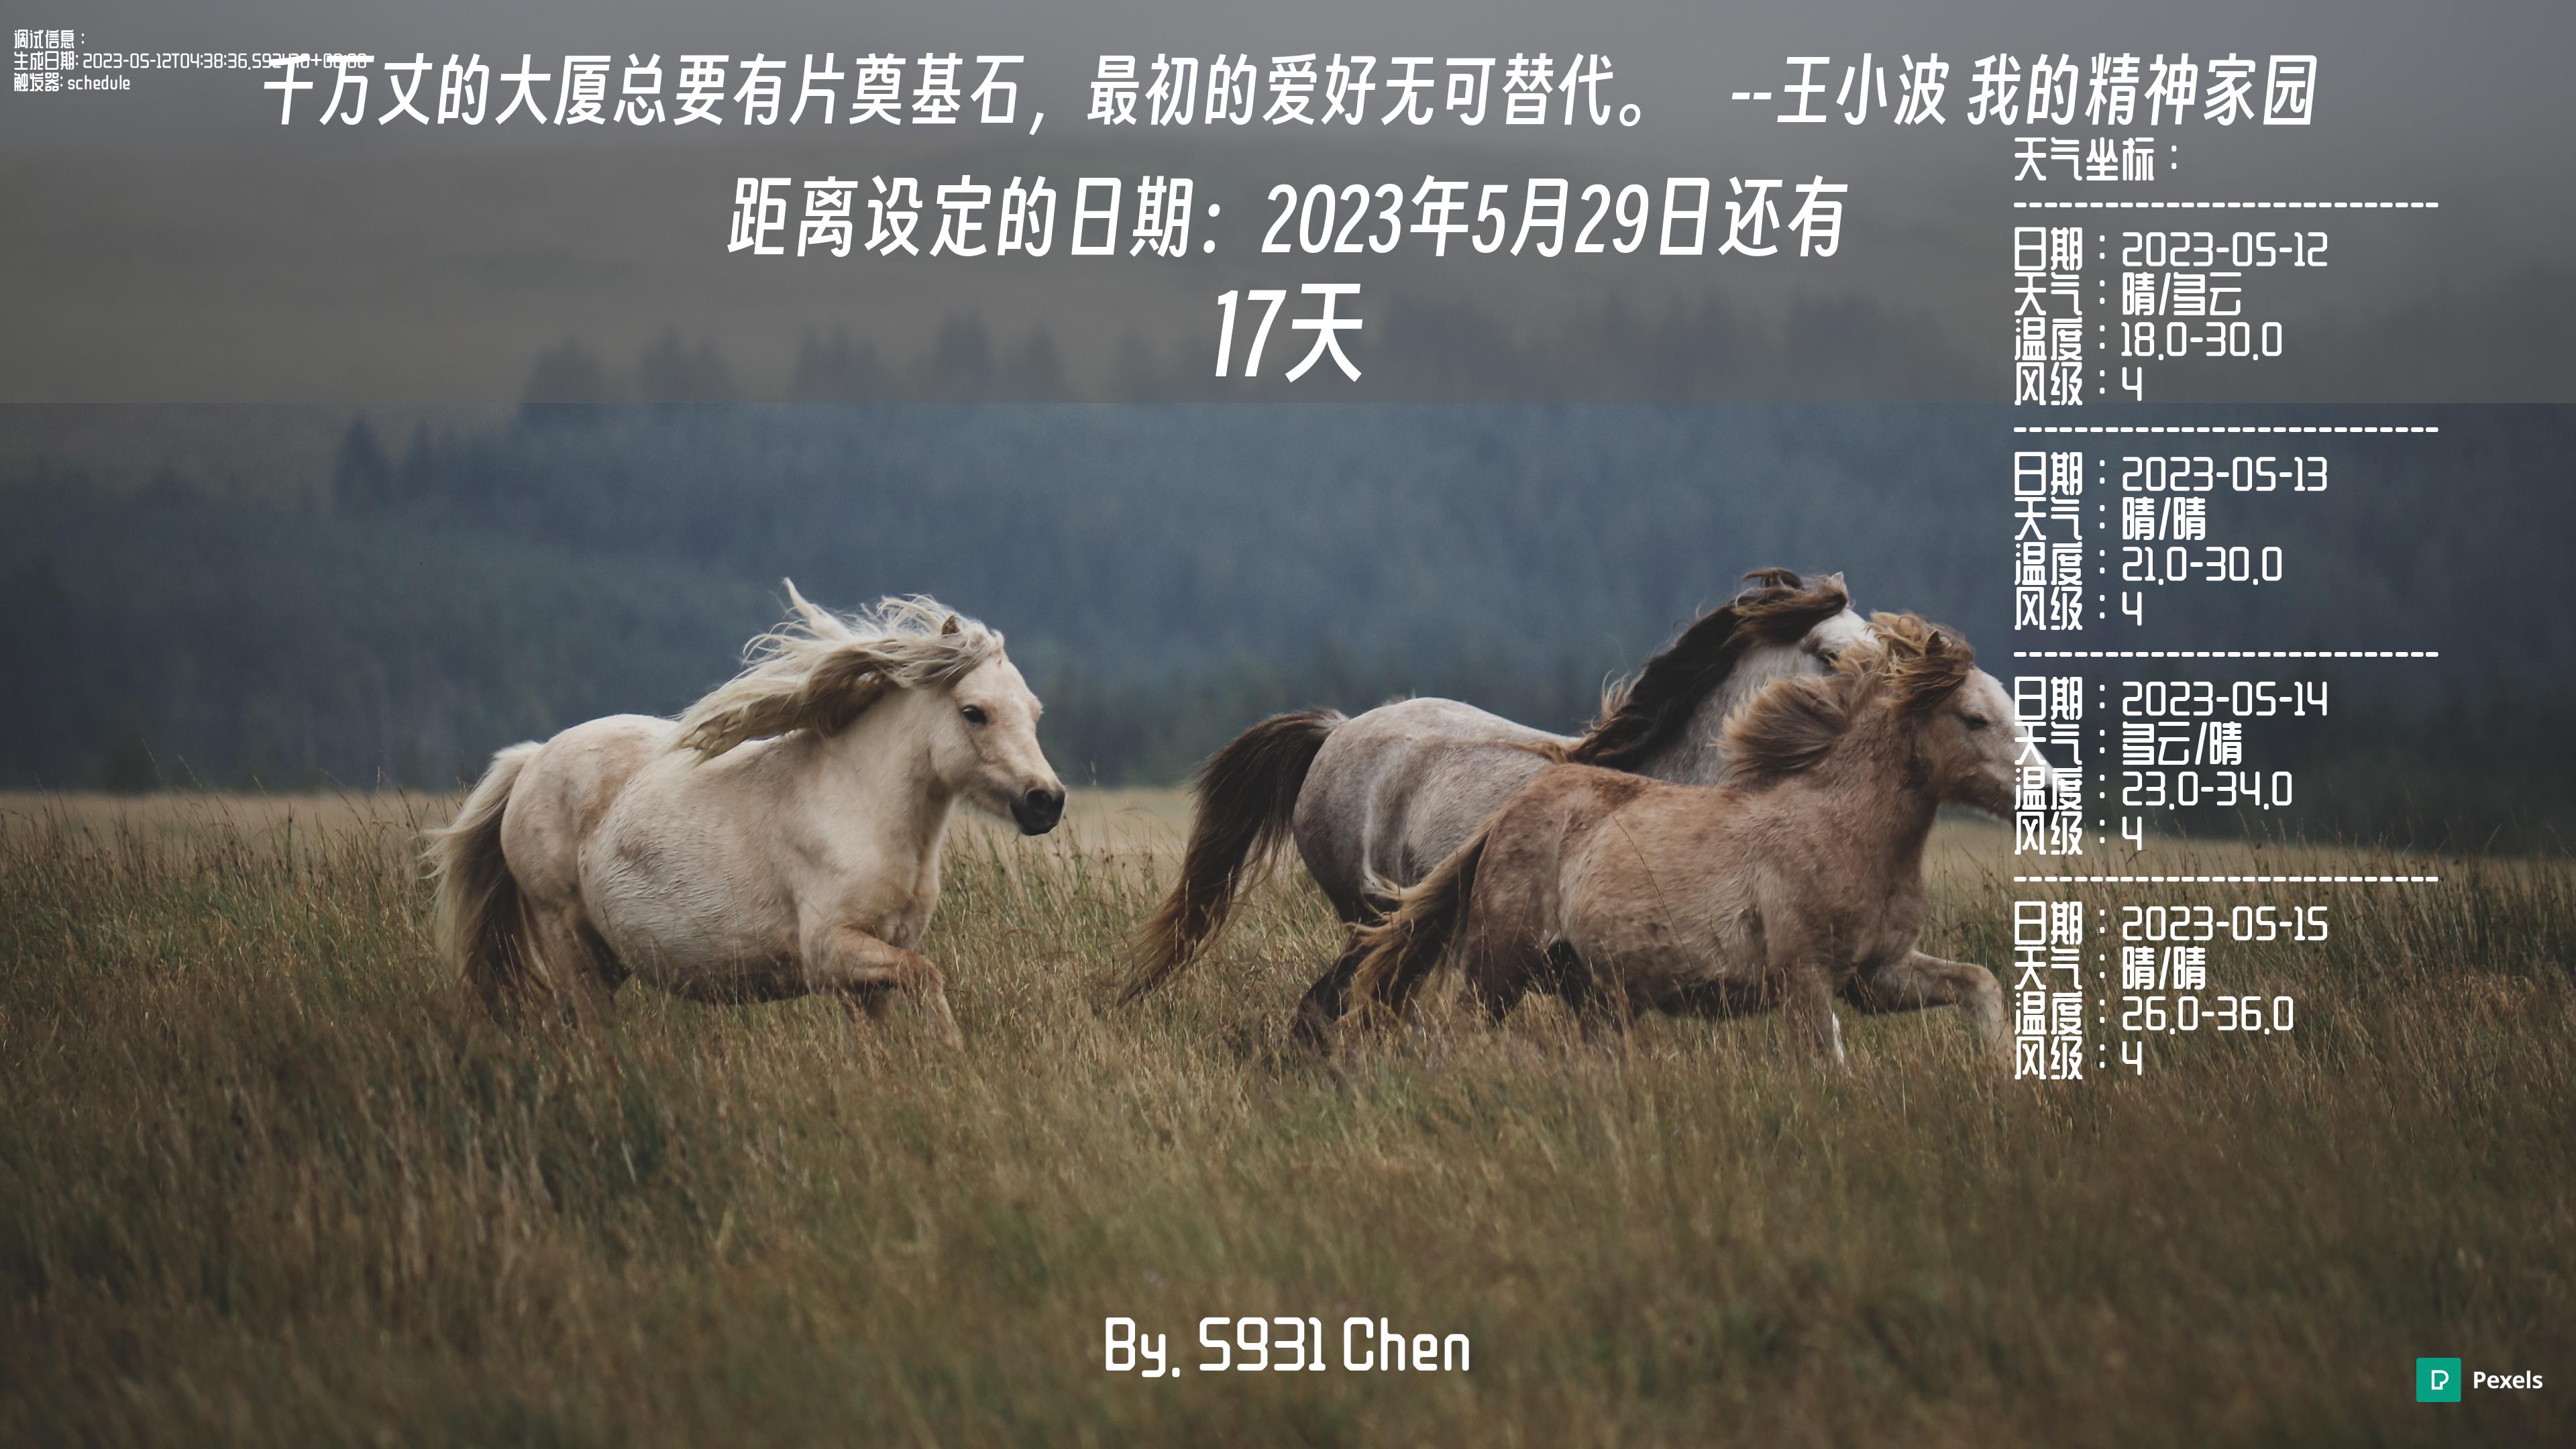 调试信息：
生成日期: 2023-05-12T04:38:36.592
触发器: schedule
千万丈的大厦总要有片奠基石，最初的爱好无可替代。 --王小波 我的精神家园
距离设定的日期：2023年5月29日还有
17天
天气坐标：
----------------------------
日期：2023-05-12
天气：晴/多云
温度：18.0-30.0
风级：4
----------------------------
日期：2023-05-13
天气：晴/晴
温度：21.0-30.0
风级：4
----------------------------
日期：2023-05-14
天气：多云/晴
温度：23.0-34.0
风级：4
----------------------------
日期：2023-05-15
天气：晴/晴
温度：26.0-36.0
风级：4
By. S931 Chen
Pexels